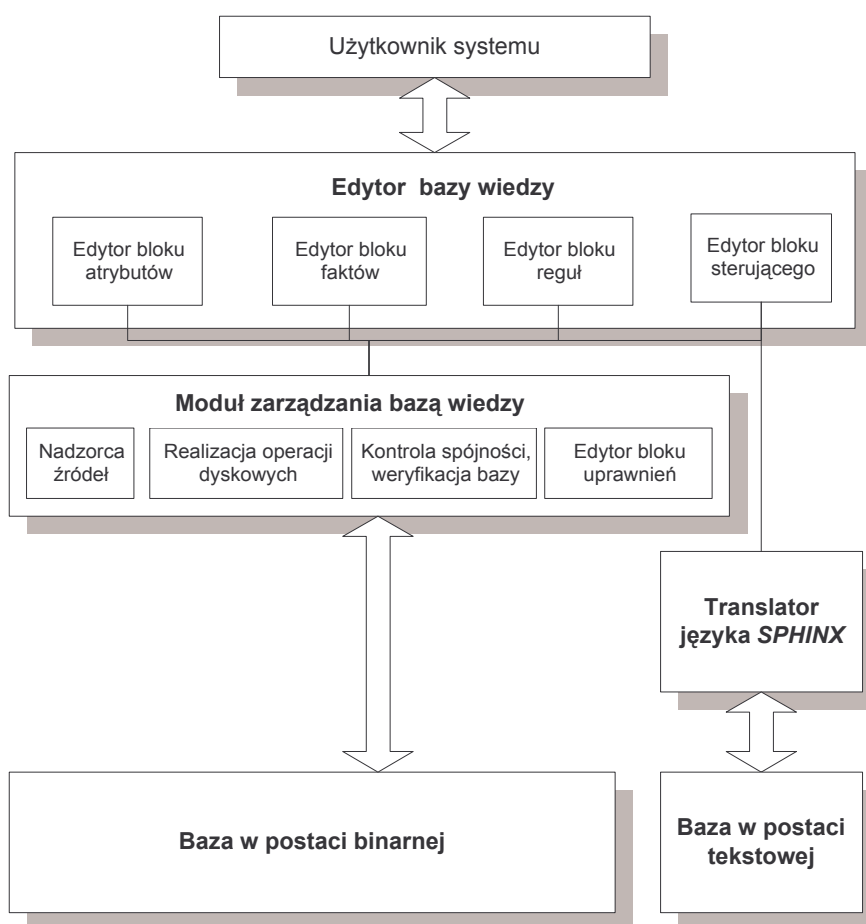 Użytkownik systemu
Edytor bazy wiedzy
Edytor bloku
atrybutów
Edytor bloku
faktów
Edytor bloku
reguł
Edytor bloku
sterującego
Moduł zarządzania bazą wiedzy
Nadzorca
źródeł
Realizacja operacji
dyskowych
Kontrola spójności,
weryfikacja bazy
Edytor bloku
uprawnień
Translator
języka SPHINX
Baza w postaci binarnej
Baza w postaci
tekstowej